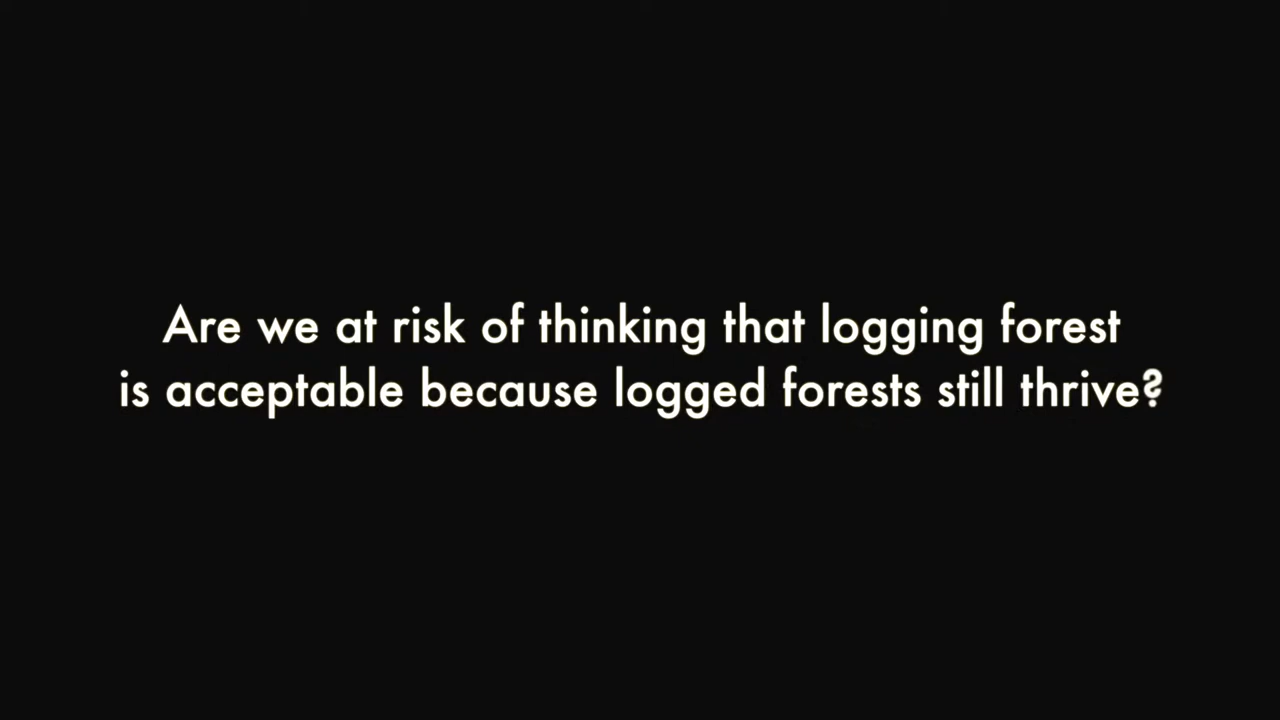 Are we at risk of thinking that logging forest
is acceptable because logged forests still thrive?